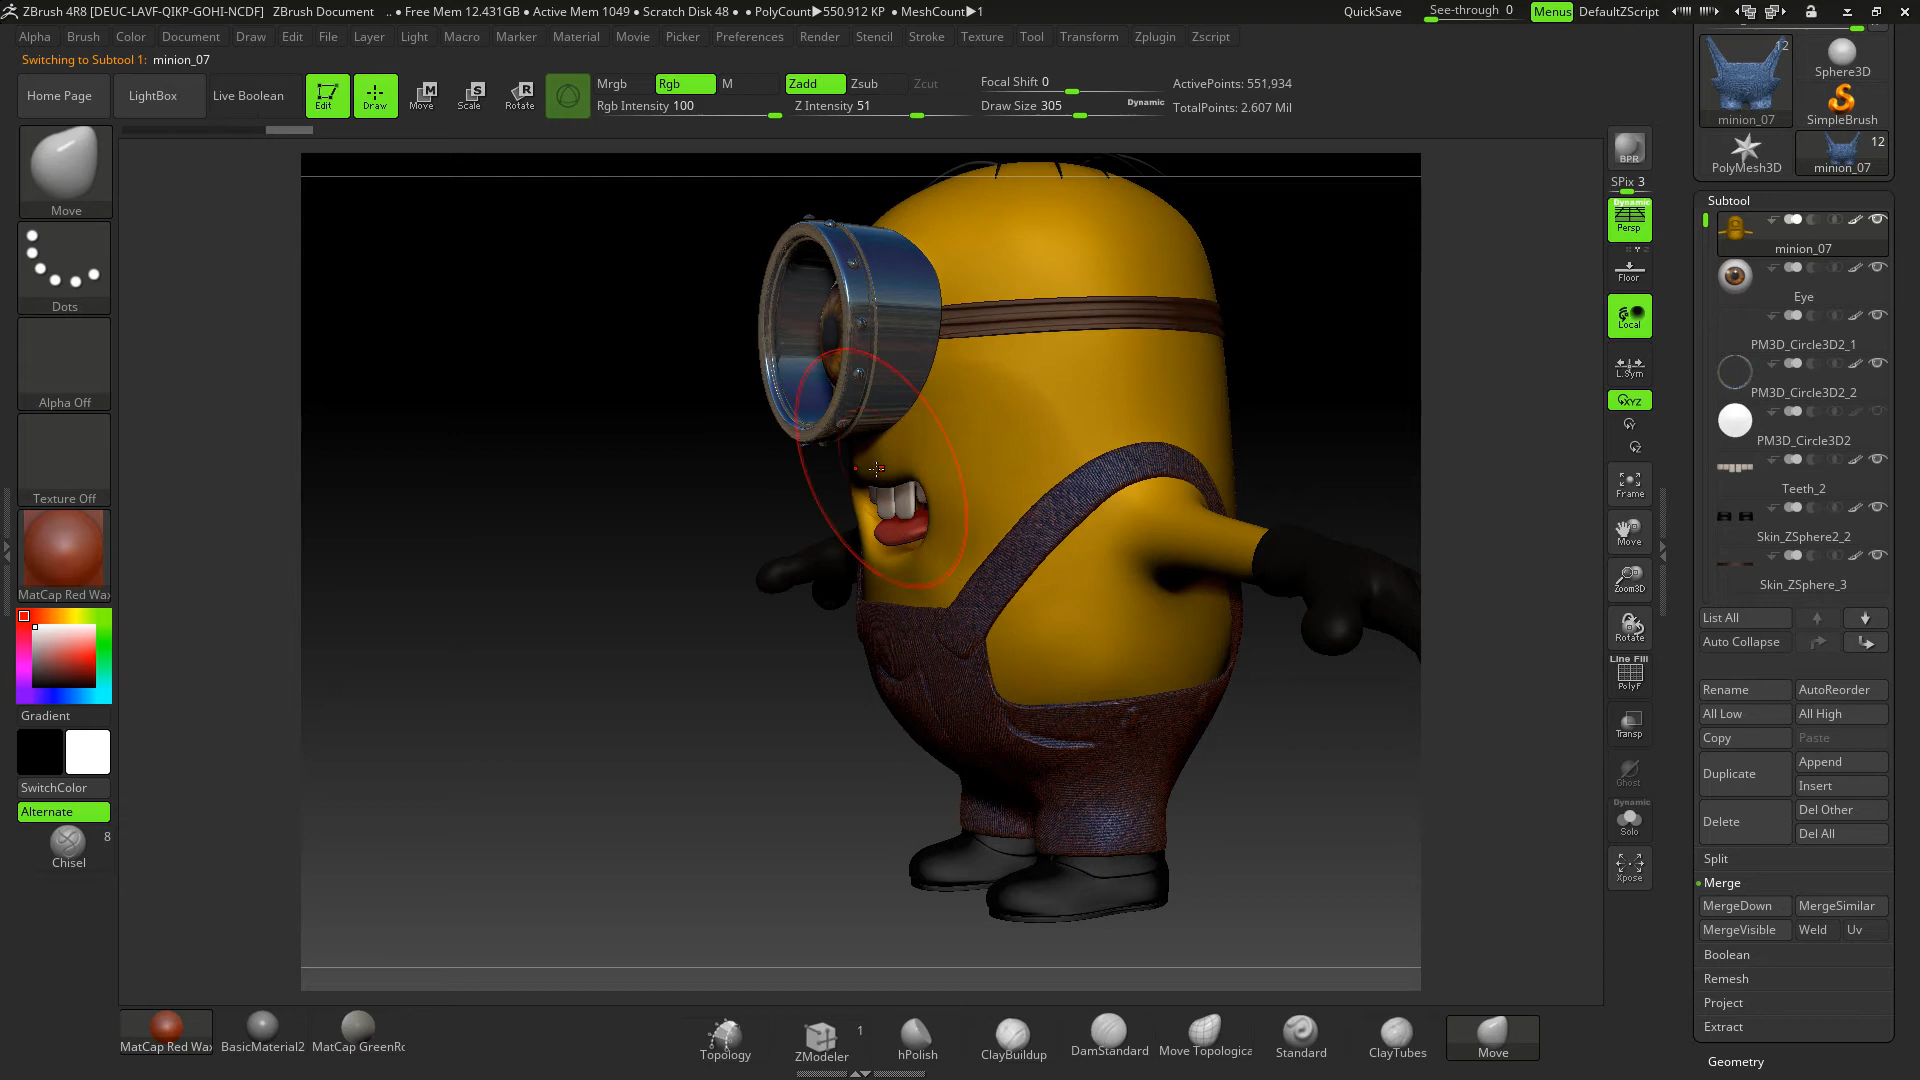 ZBrush 4R8 [DEUC-LAVF-QIKP-GOHI-NCDF] ZBrush Document .. ● Free Mem 12.431GB ● Active Mem 1049 ● Scratch Disk 48 ● PolyCount▶550.912 KP ● MeshCount▶1 QuickSave See-through 0 Menus DefaultZScript
Alpha Brush Color Document Draw Edit File Layer Light Macro Marker Material Movie Picker Preferences Render Stencil Stroke Texture Tool Transform Zplugin Zscript
Switching to Subtool 1: minion_07
Home Page LightBox Live Boolean Edit Draw Move Scale Rotate
Mrgb Rgb M Zadd Zsub Zcut Focal Shift 0 ActivePoints: 551,934
Rgb Intensity 100 Z Intensity 51 Draw Size 305 Dynamic TotalPoints: 2.607 Mil
Move
Dots
Alpha Off
Texture Off
MatCap Red Wax
Gradient
SwitchColor
Alternate
8
Chisel
BPR
SPix 3
Dynamic
Persp
Floor
Local
L.Sym
XYZ
Y
Z
Frame
Move
Zoom3D
Rotate
Line Fill
PolyF
Transp
Ghost
Dynamic
Solo
Xpose
12
minion_07
Sphere3D
SimpleBrush
PolyMesh3D
12
minion_07
Subtool
minion_07
Eye
PM3D_Circle3D2_1
PM3D_Circle3D2_2
PM3D_Circle3D2
Teeth_2
Skin_ZSphere2_2
Skin_ZSphere_3
List All
Auto Collapse
Rename AutoReorder
All Low All High
Copy Paste
Duplicate Append
Insert
Delete Del Other
Del All
Split
Merge
MergeDown MergeSimilar
MergeVisible Weld Uv
Boolean
Remesh
Project
Extract
Geometry
MatCap Red Wax BasicMaterial2 MatCap GreenRo
Topology 1 ZModeler hPolish ClayBuildup DamStandard Move Topologica Standard ClayTubes Move